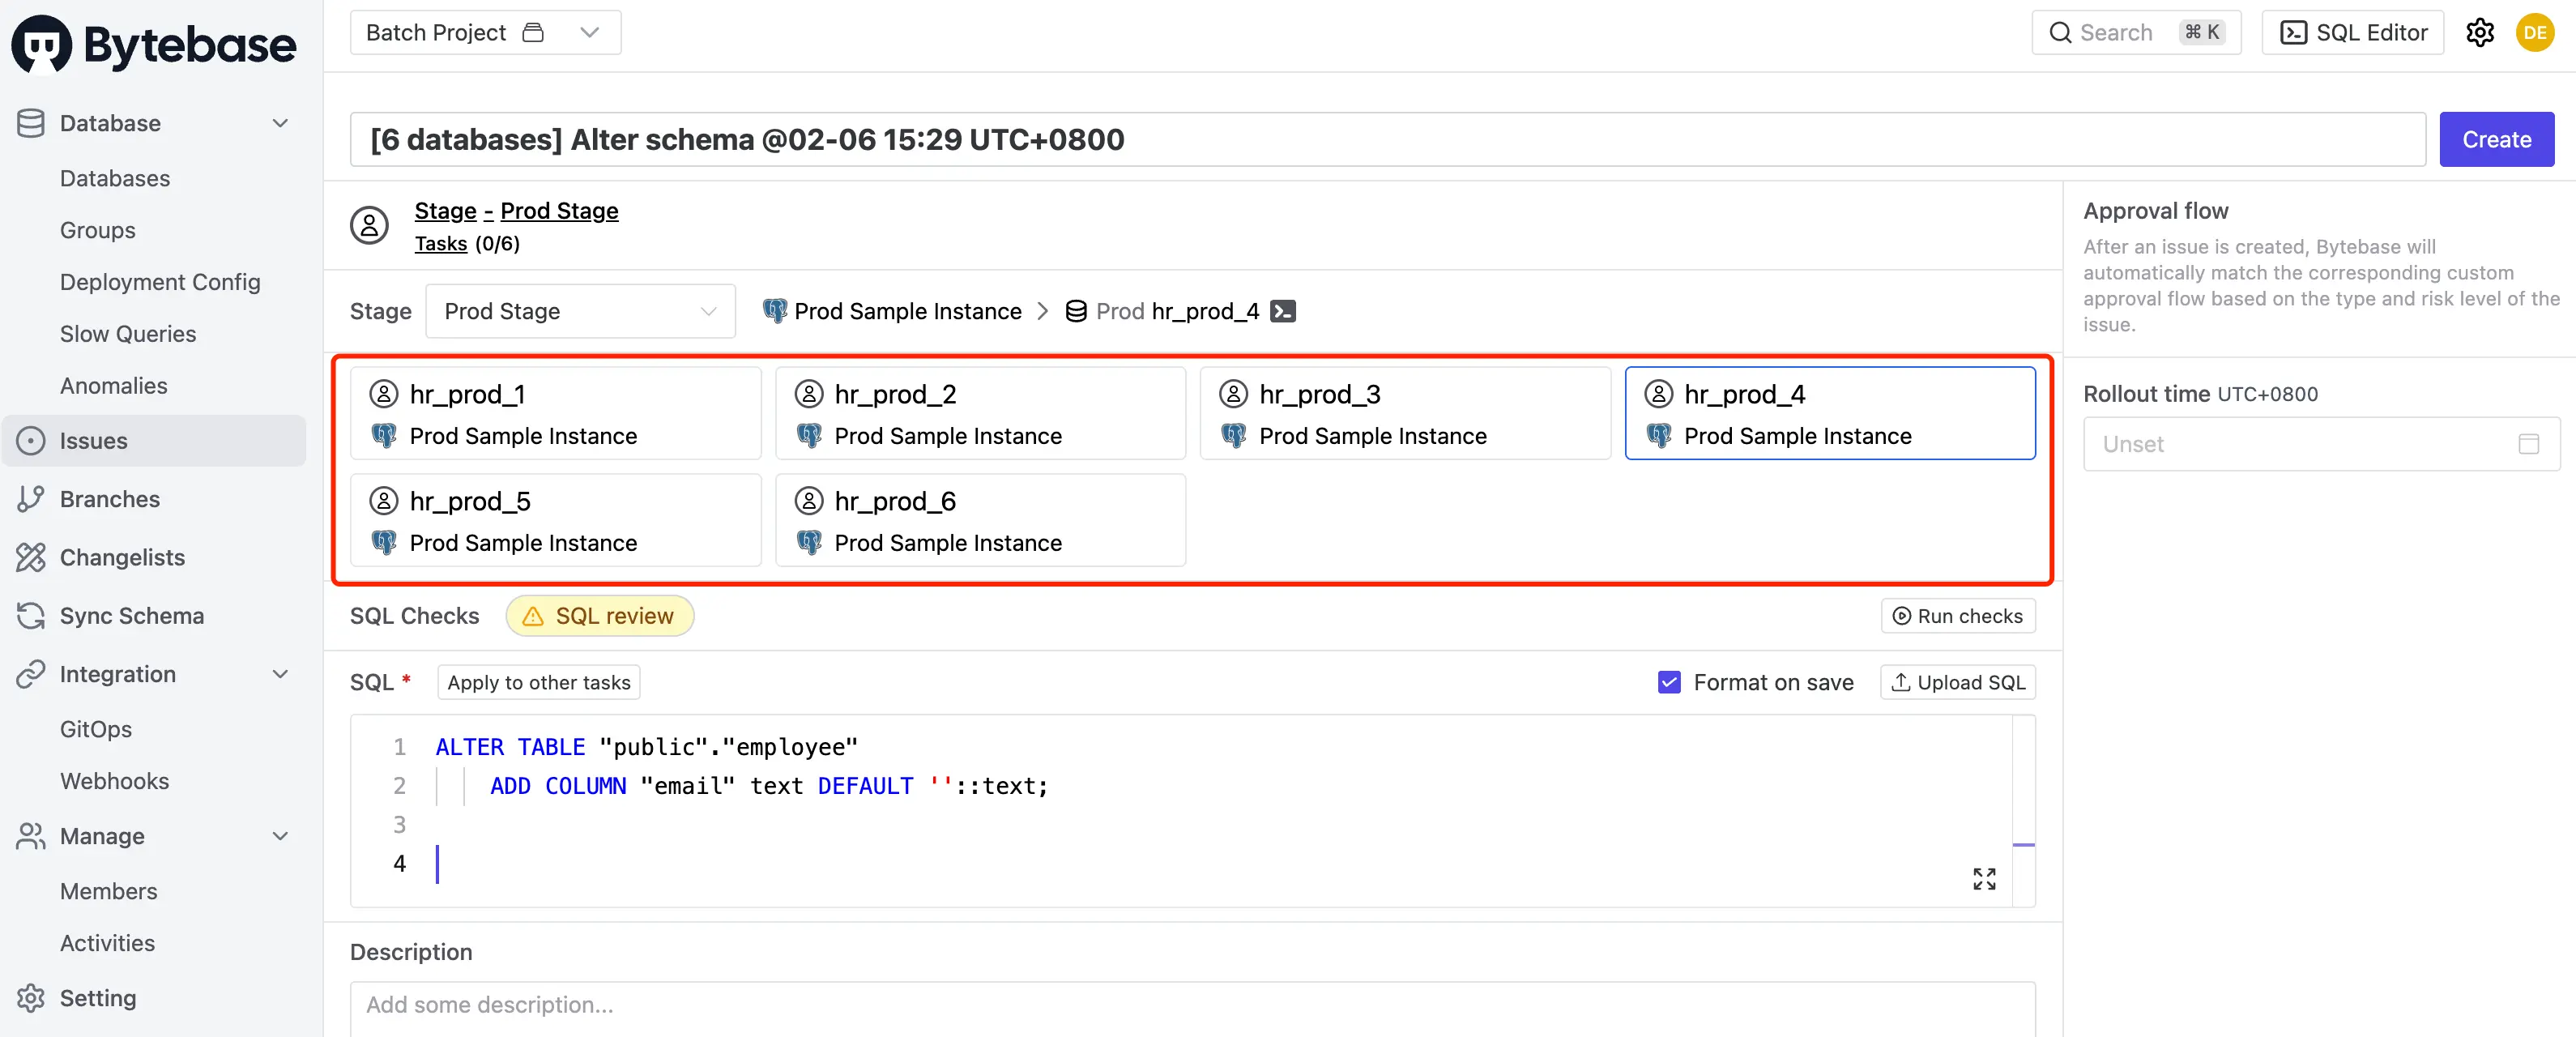 Bytebase
Batch Project
Search ⌘ K
SQL Editor
DE
Database
Databases
Groups
Deployment Config
Slow Queries
Anomalies
Issues
Branches
Changelists
Sync Schema
Integration
GitOps
Webhooks
Manage
Members
Activities
Setting
[6 databases] Alter schema @02-06 15:29 UTC+0800
Create
Stage - Prod Stage
Tasks (0/6)
Stage Prod Stage Prod Sample Instance > Prod hr_prod_4
hr_prod_1
Prod Sample Instance
hr_prod_2
Prod Sample Instance
hr_prod_3
Prod Sample Instance
hr_prod_4
Prod Sample Instance
hr_prod_5
Prod Sample Instance
hr_prod_6
Prod Sample Instance
SQL Checks SQL review Run checks
SQL * Apply to other tasks Format on save Upload SQL
1 ALTER TABLE "public"."employee"
2 ADD COLUMN "email" text DEFAULT ''::text;
3
4
Description
Add some description...
Approval flow
After an issue is created, Bytebase will
automatically match the corresponding custom
approval flow based on the type and risk level of the
issue.
Rollout time UTC+0800
Unset